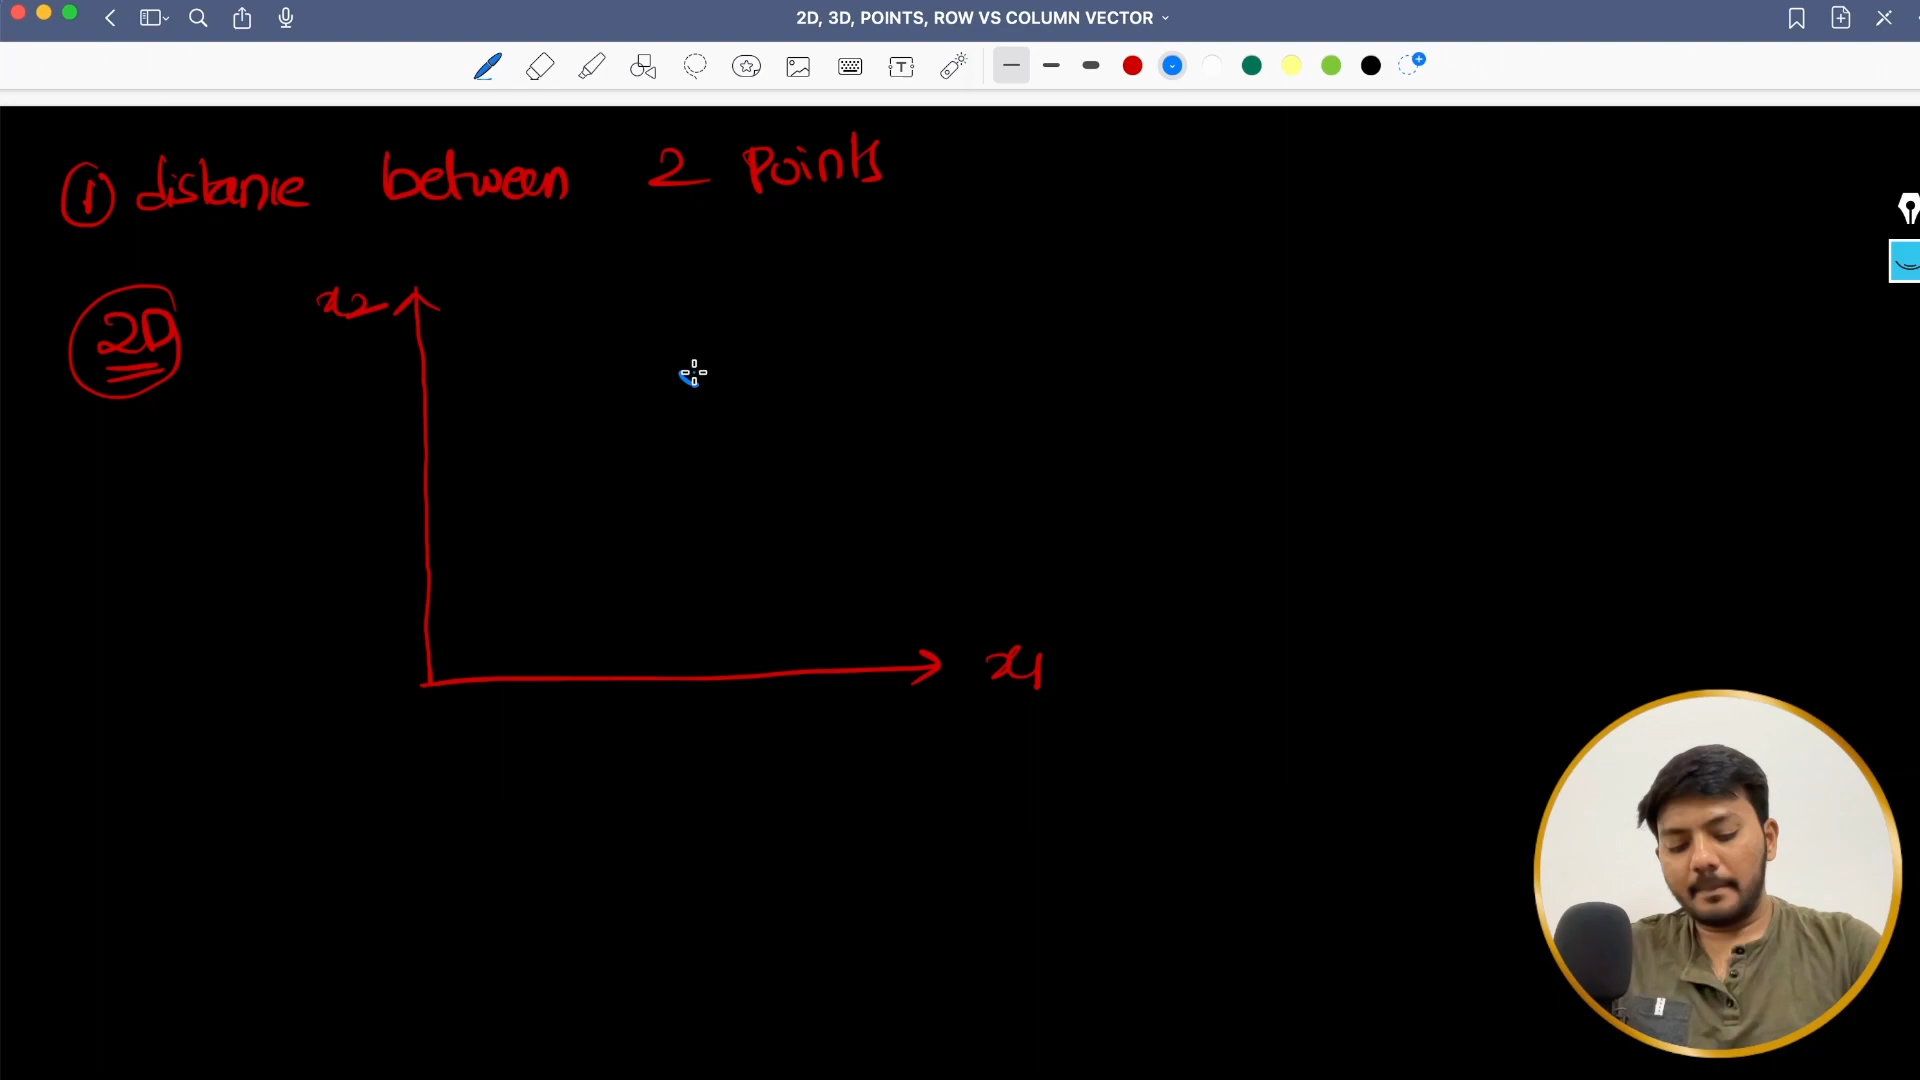 2D, 3D, POINTS, ROW VS COLUMN VECTOR
① distance between 2 Points
2D
x2
x1